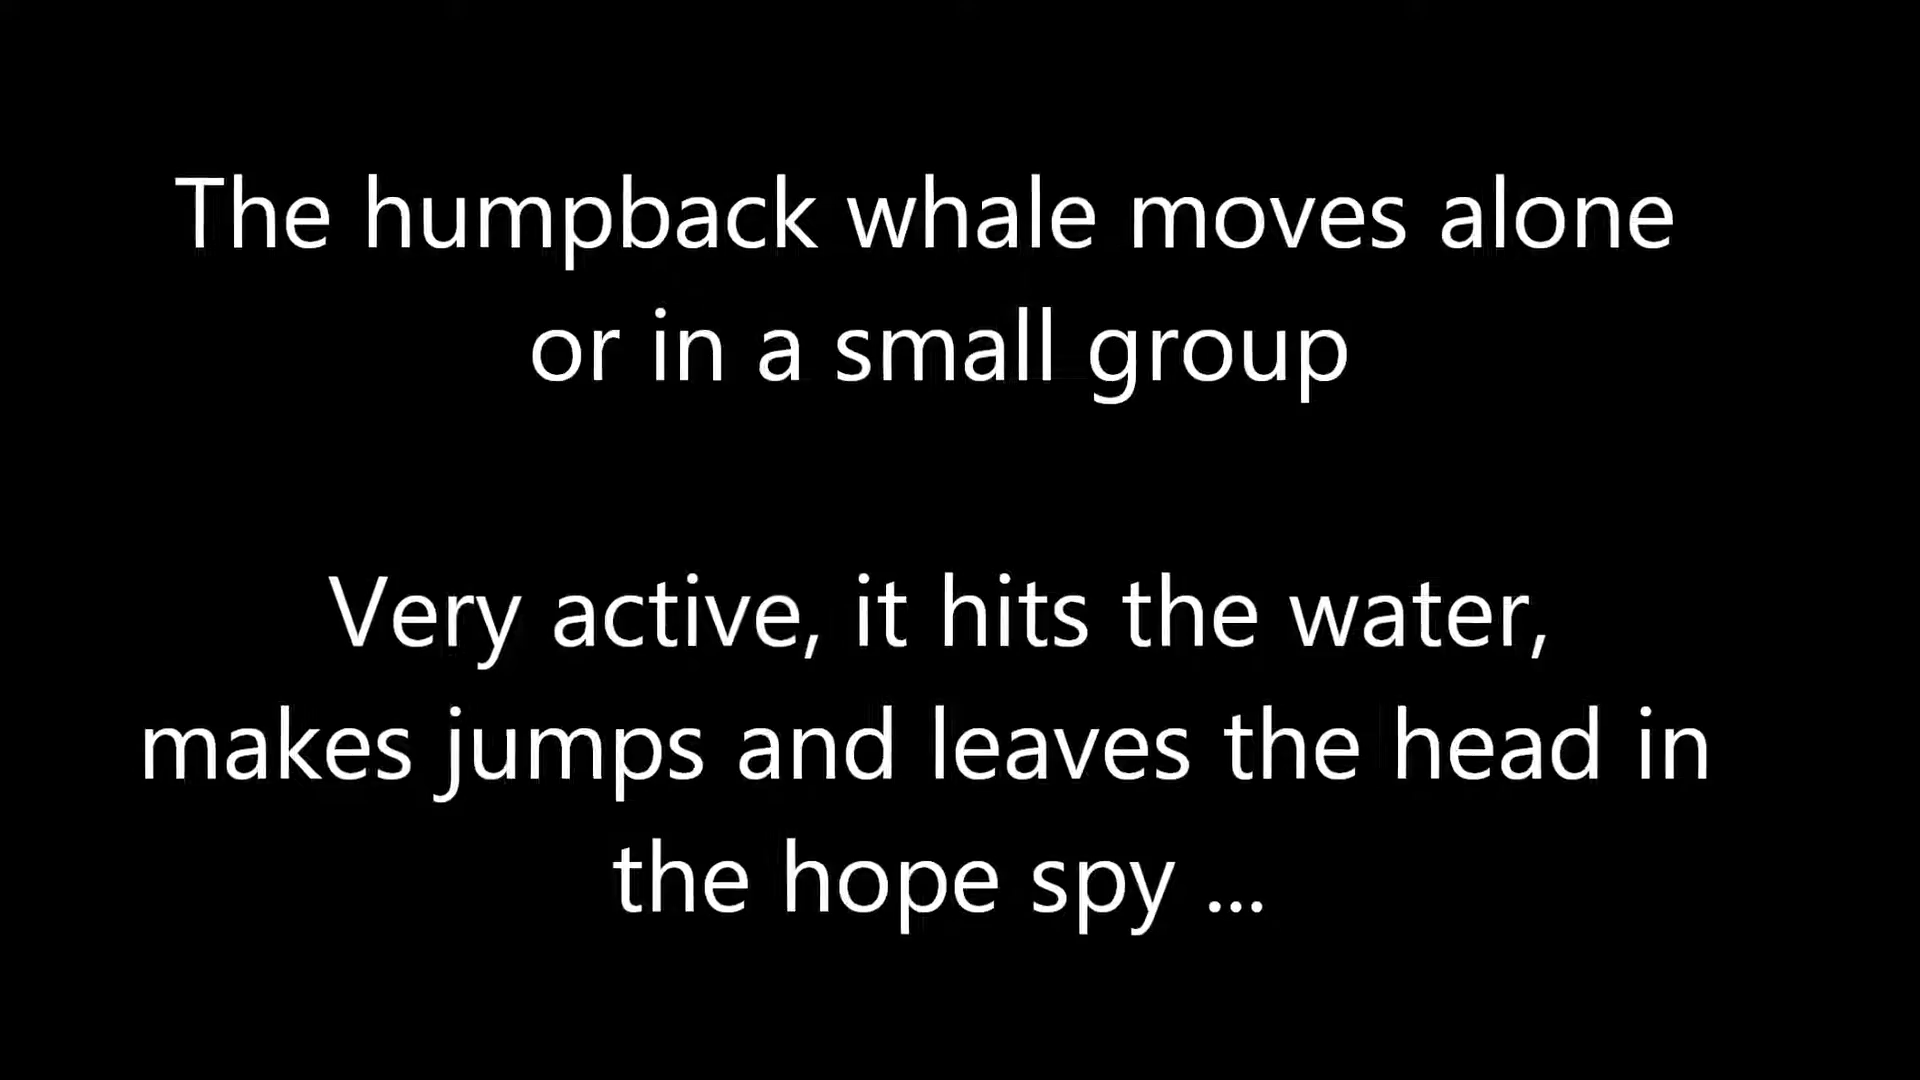 The humpback whale moves alone
or in a small group
Very active, it hits the water,
makes jumps and leaves the head in
the hope spy ...